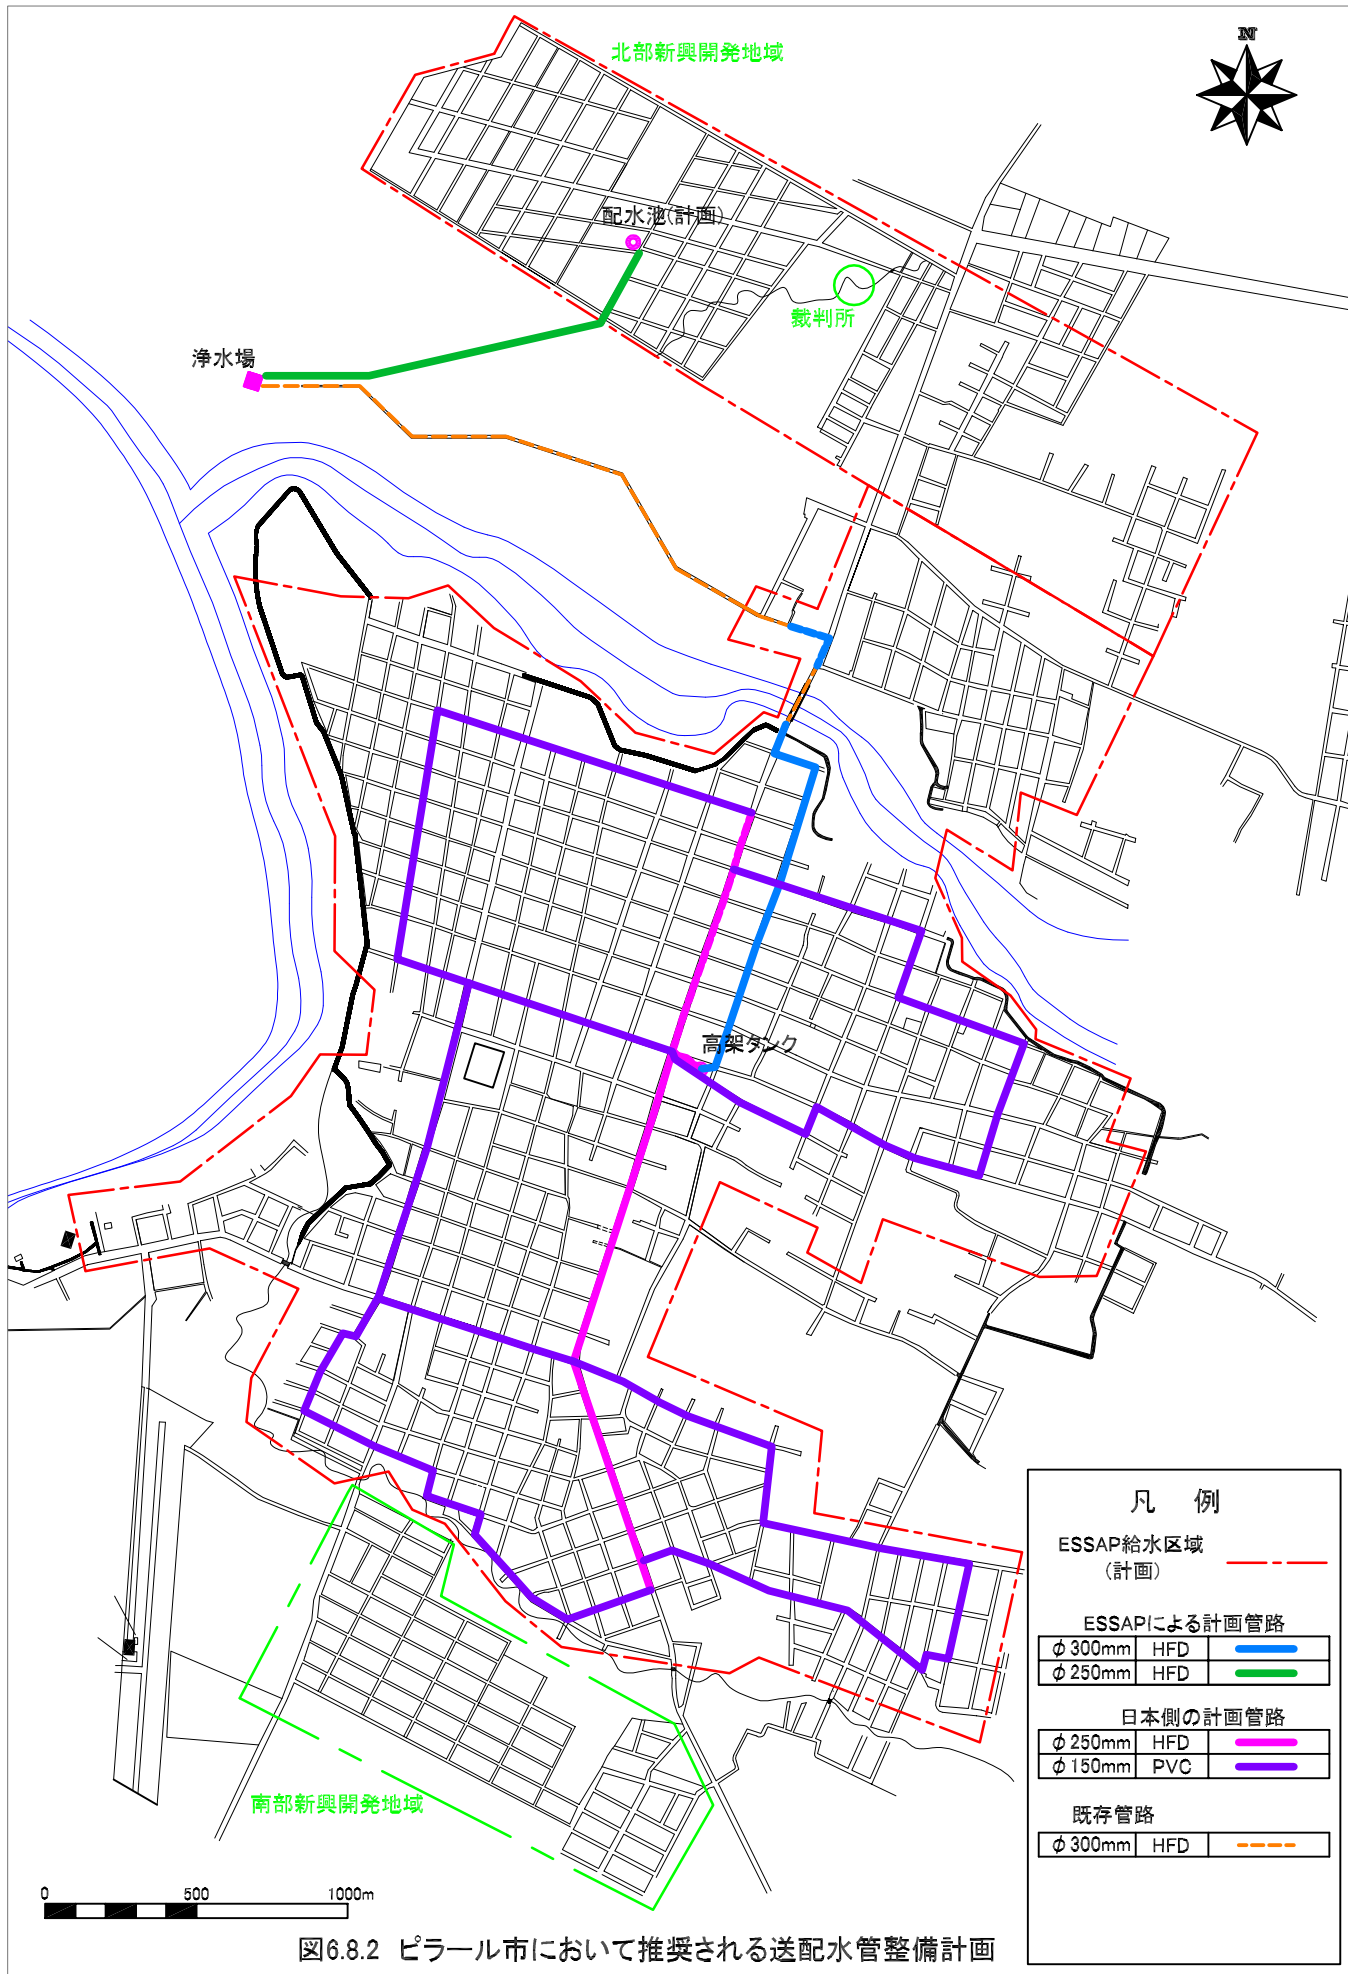 N
北部新興開発地域
配水池(計画)
裁判所
浄水場
高架タンク
南部新興開発地域
凡 例
ESSAP給水区域
(計画)
ESSAPによる計画管路
φ300mm HFD
φ250mm HFD
日本側の計画管路
φ250mm HFD
φ150mm PVC
既存管路
φ300mm HFD
0 500 1000m
図6.8.2 ピラール市において推奨される送配水管整備計画